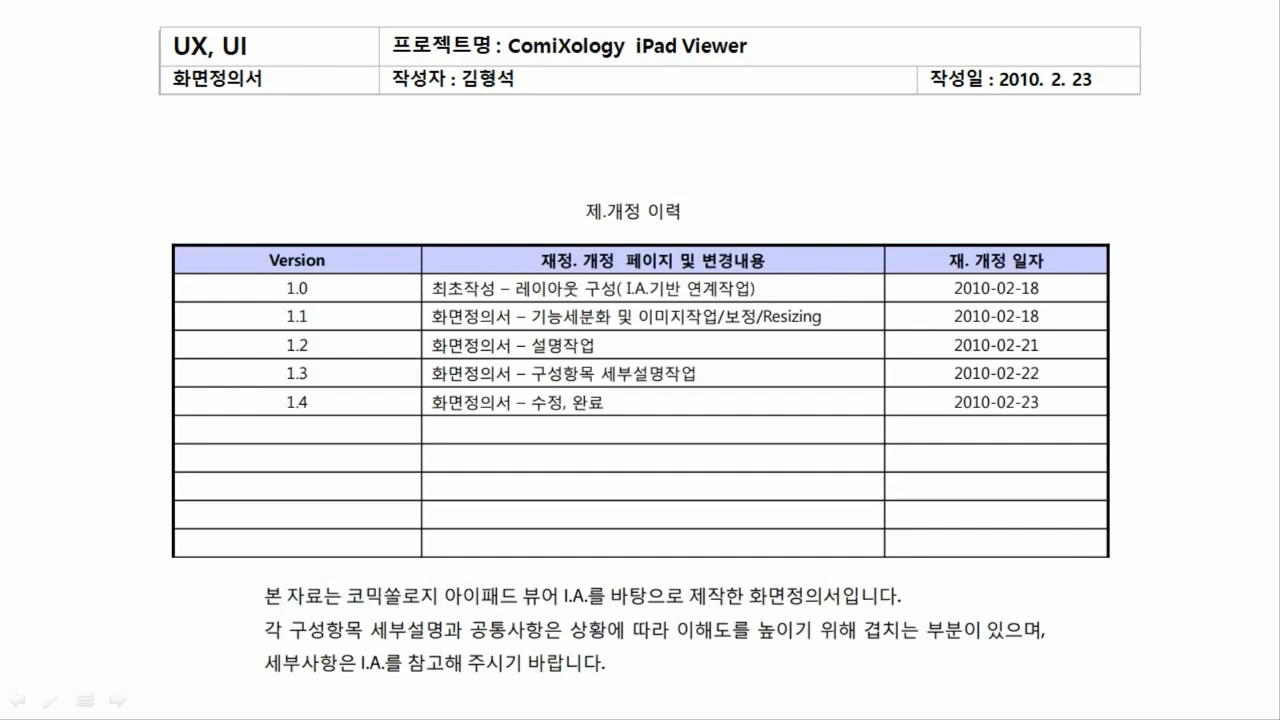 UX, UI
프로젝트명 : ComiXology iPad Viewer
화면정의서
작성자 : 김형석
작성일 : 2010. 2. 23
제.개정 이력
Version
재정. 개정 페이지 및 변경내용
재. 개정 일자
1.0
최초작성 – 레이아웃 구성( I.A.기반 연계작업)
2010-02-18
1.1
화면정의서 – 기능세분화 및 이미지작업/보정/Resizing
2010-02-18
1.2
화면정의서 – 설명작업
2010-02-21
1.3
화면정의서 – 구성항목 세부설명작업
2010-02-22
1.4
화면정의서 – 수정, 완료
2010-02-23
본 자료는 코믹쏠로지 아이패드 뷰어 I.A.를 바탕으로 제작한 화면정의서입니다.
각 구성항목 세부설명과 공통사항은 상황에 따라 이해도를 높이기 위해 겹치는 부분이 있으며,
세부사항은 I.A.를 참고해 주시기 바랍니다.